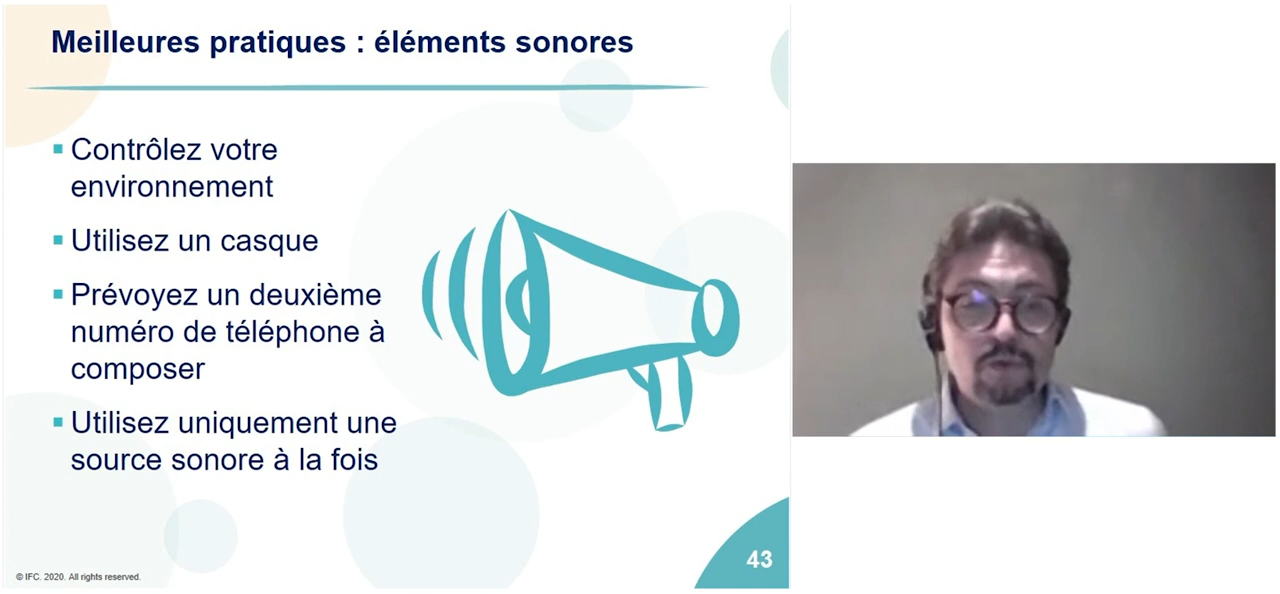 Meilleures pratiques : éléments sonores
Contrôlez votre
environnement
Utilisez un casque
Prévoyez un deuxième
numéro de téléphone à
composer
Utilisez uniquement une
source sonore à la fois
43
© IFC. 2020. All rights reserved.